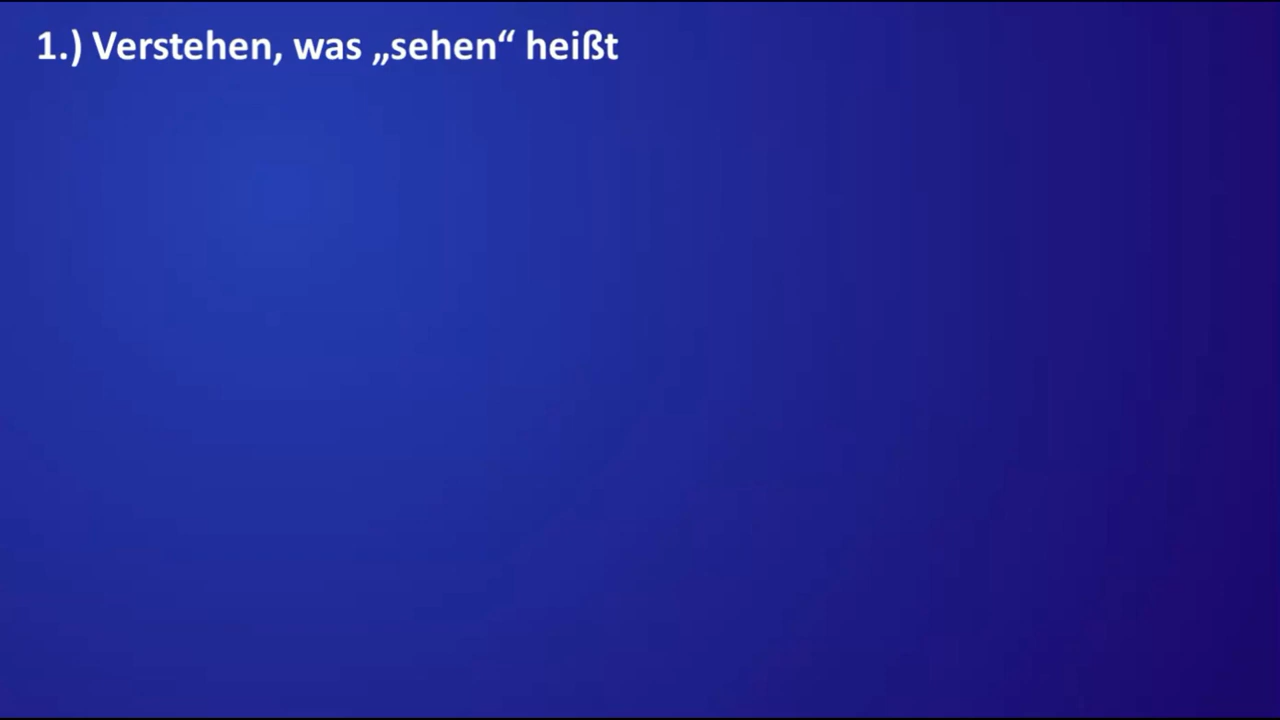 1.) Verstehen, was „sehen“ heißt